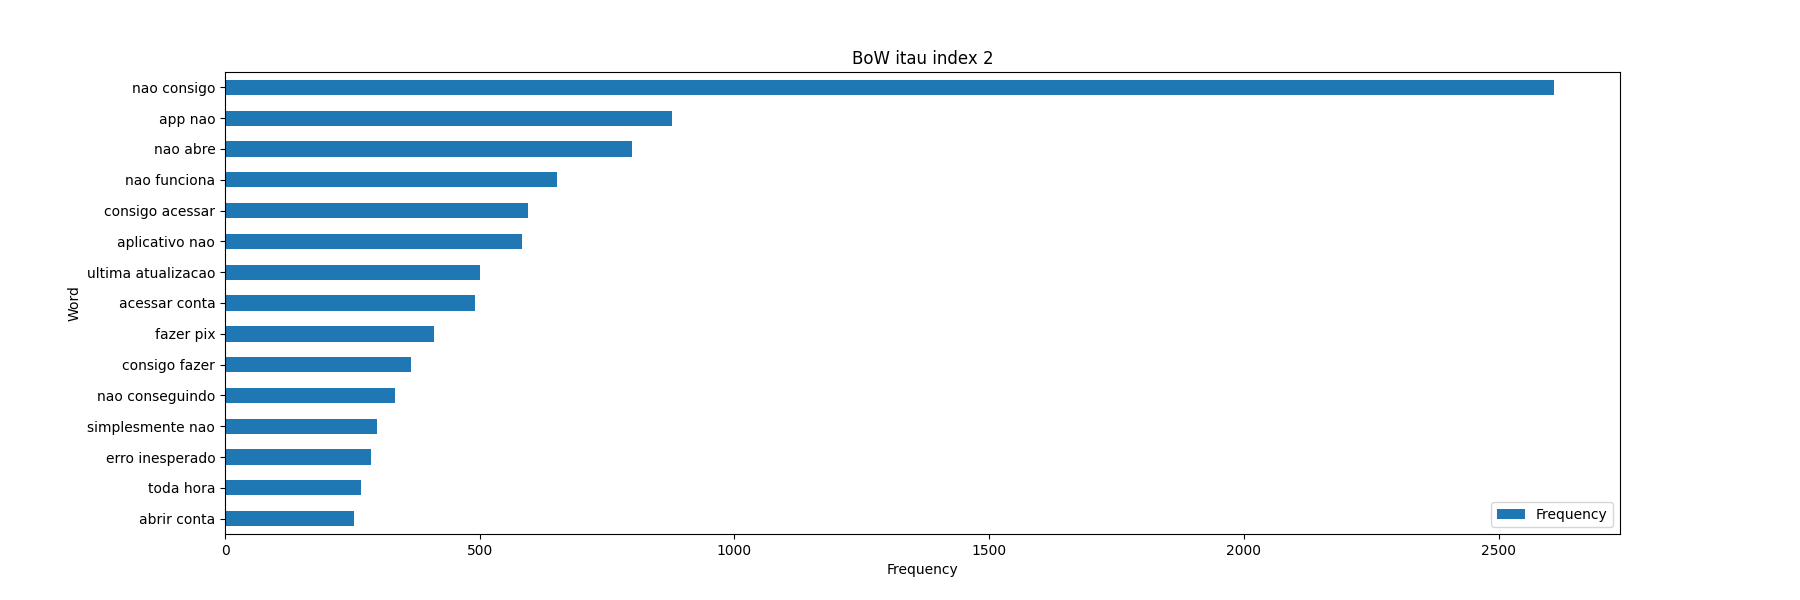 BoW itau index 2
nao consigo
app nao
nao abre
nao funciona
consigo acessar
aplicativo nao
ultima atualizacao
acessar conta
fazer pix
consigo fazer
nao conseguindo
simplesmente nao
erro inesperado
toda hora
abrir conta
Word
Frequency
0 500 1000 1500 2000 2500
Frequency